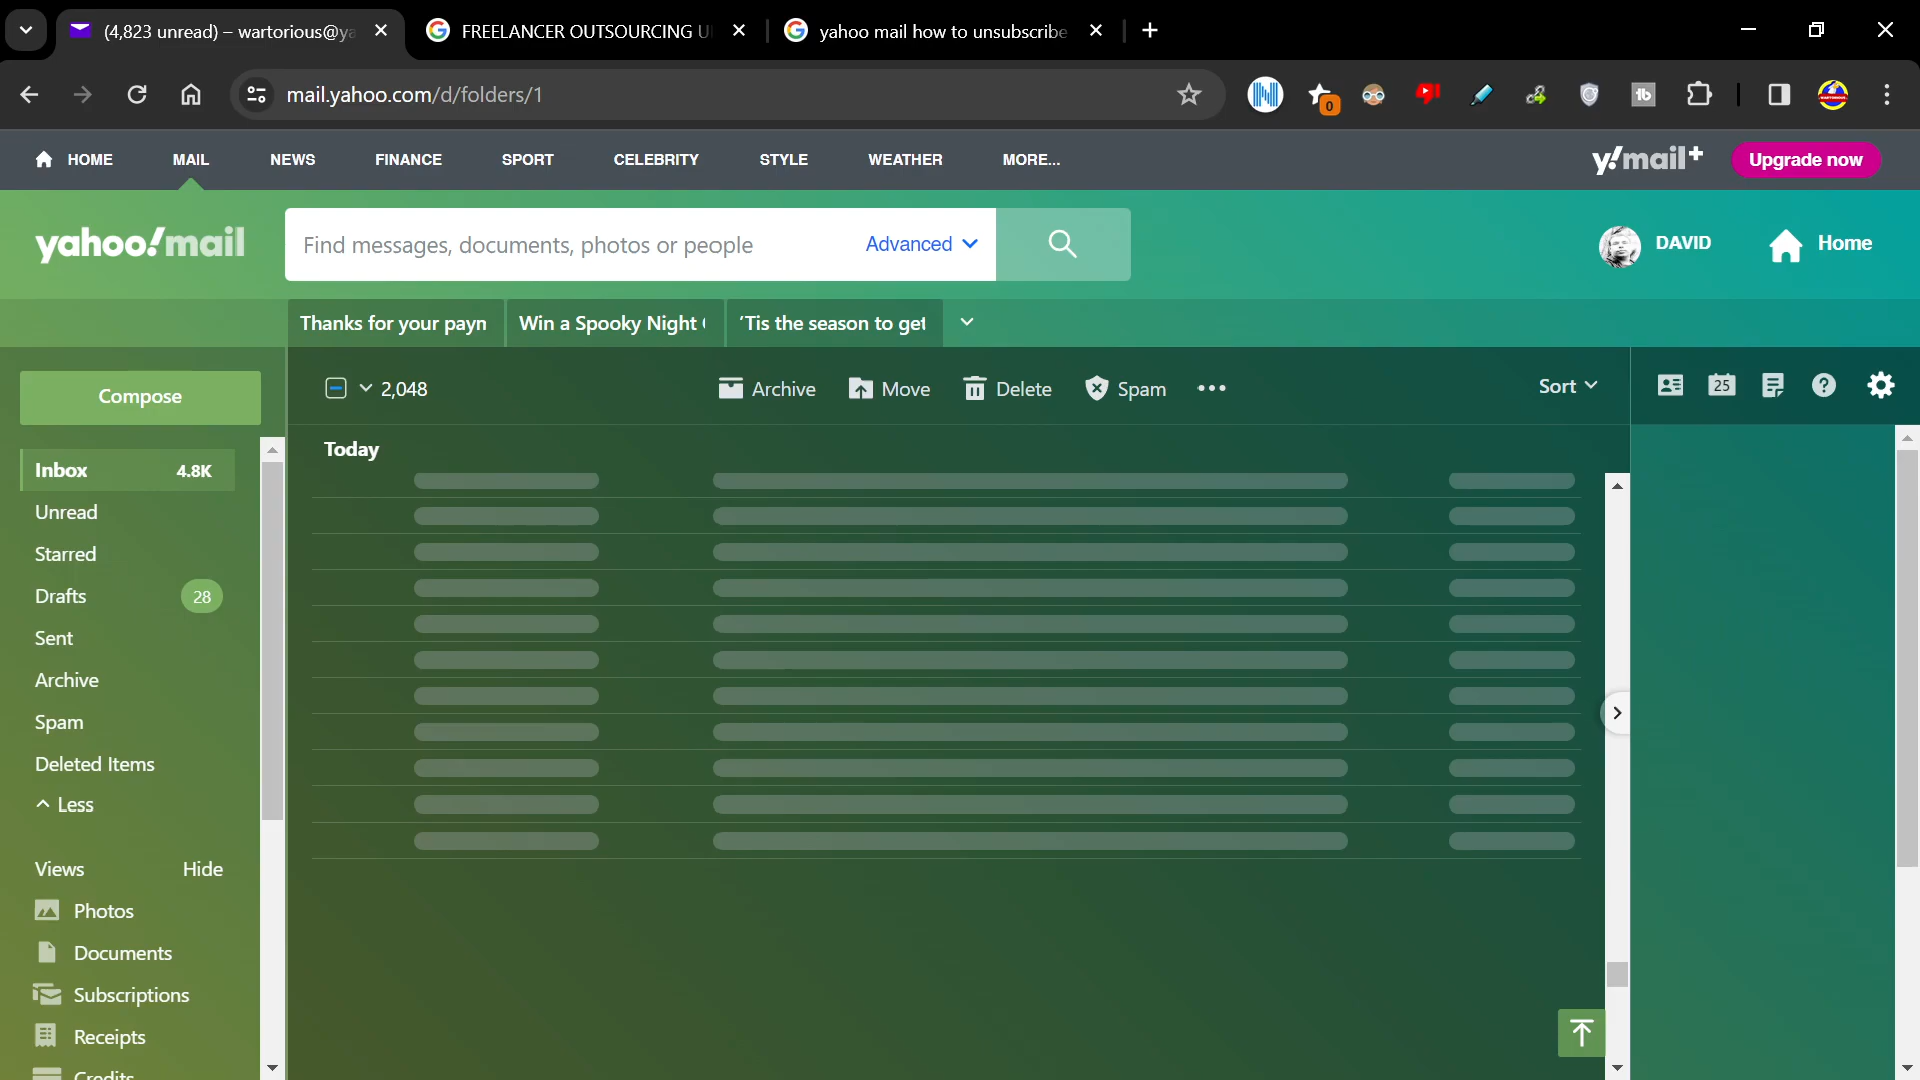 (4,823 unread) – wartorious@ya
FREELANCER OUTSOURCING U
yahoo mail how to unsubscribe
mail.yahoo.com/d/folders/1
0
tb
HOME
MAIL
NEWS
FINANCE
SPORT
CELEBRITY
STYLE
WEATHER
MORE...
y!mail+
Upgrade now
yahoo!mail
Find messages, documents, photos or people
Advanced
DAVID
Home
Thanks for your payn
Win a Spooky Night
'Tis the season to get
Compose
2,048
Archive
Move
Delete
Spam
•••
Sort
25
Today
Inbox 4.8K
Unread
Starred
Drafts 28
Sent
Archive
Spam
Deleted Items
Less
Views Hide
Photos
Documents
Subscriptions
Receipts
Credits